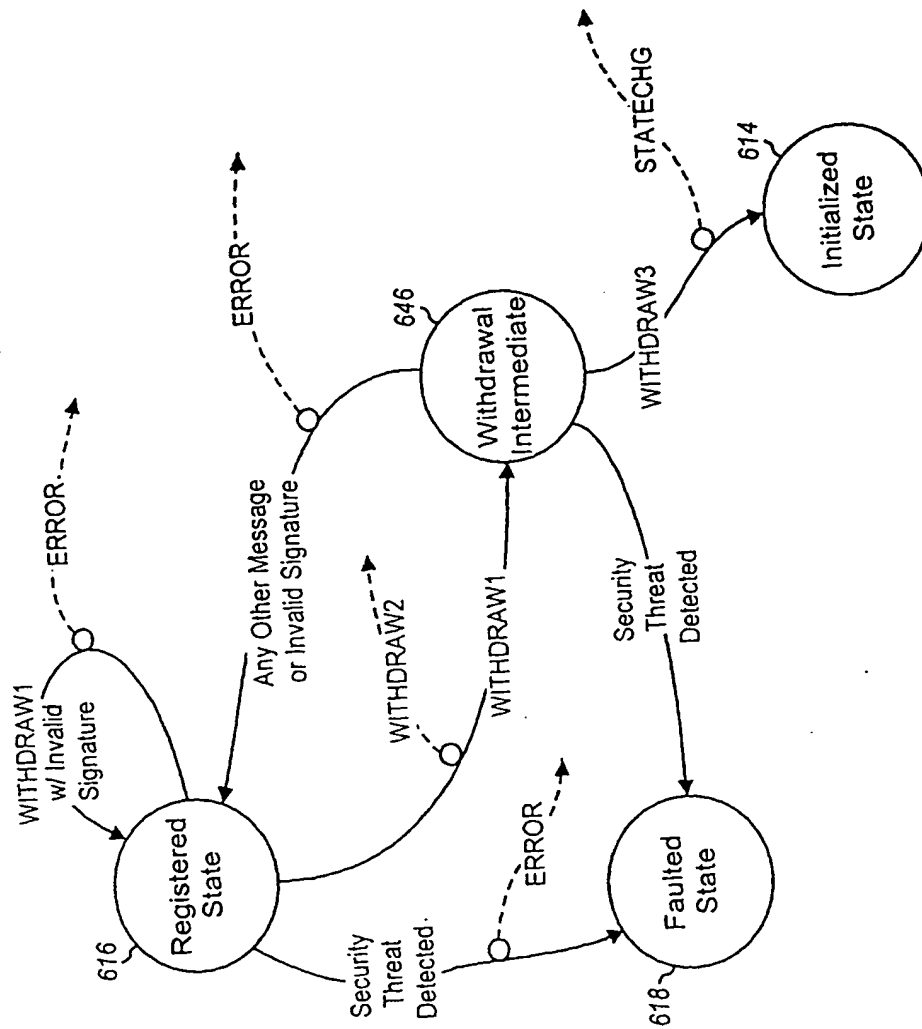 WITHDRAW1
w/ Invalid
Signature
ERROR
616
Registered
State
Any Other Message
or Invalid Signature
ERROR
WITHDRAW2
WITHDRAW1
646
Withdrawal
Intermediate
Security
Threat
Detected.
ERROR
618
Faulted
State
Security
Threat
Detected
WITHDRAW3
STATECHG
614
Initialized
State